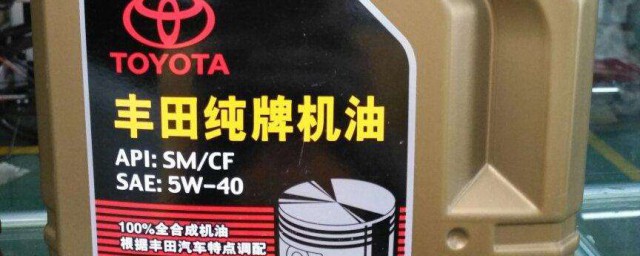 TOYOTA
丰田纯牌机油
API: SM/CF
SAE: 5W-40
100%全合成机油
根据丰田汽车特点调配